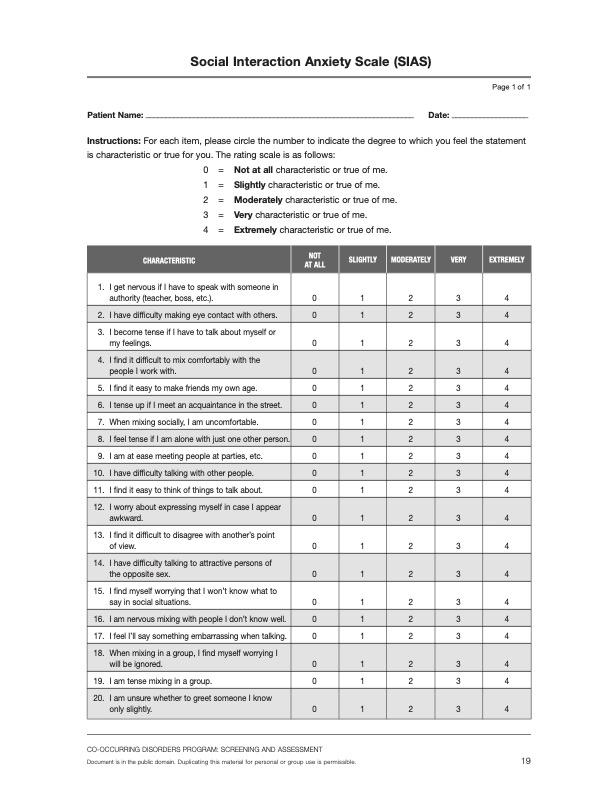 Social Interaction Anxiety Scale (SIAS)
Page 1 of 1
Patient Name: Date:
Instructions: For each item, please circle the number to indicate the degree to which you feel the statement
is characteristic or true for you. The rating scale is as follows:
0 = Not at all characteristic or true of me.
1 = Slightly characteristic or true of me.
2 = Moderately characteristic or true of me.
3 = Very characteristic or true of me.
4 = Extremely characteristic or true of me.
CHARACTERISTIC NOT AT ALL SLIGHTLY MODERATELY VERY EXTREMELY
1. I get nervous if I have to speak with someone in
authority (teacher, boss, etc.). 0 1 2 3 4
2. I have difficulty making eye contact with others. 0 1 2 3 4
3. I become tense if I have to talk about myself or
my feelings. 0 1 2 3 4
4. I find it difficult to mix comfortably with the
people I work with. 0 1 2 3 4
5. I find it easy to make friends my own age. 0 1 2 3 4
6. I tense up if I meet an acquaintance in the street. 0 1 2 3 4
7. When mixing socially, I am uncomfortable. 0 1 2 3 4
8. I feel tense if I am alone with just one other person. 0 1 2 3 4
9. I am at ease meeting people at parties, etc. 0 1 2 3 4
10. I have difficulty talking with other people. 0 1 2 3 4
11. I find it easy to think of things to talk about. 0 1 2 3 4
12. I worry about expressing myself in case I appear
awkward. 0 1 2 3 4
13. I find it difficult to disagree with another's point
of view. 0 1 2 3 4
14. I have difficulty talking to attractive persons of
the opposite sex. 0 1 2 3 4
15. I find myself worrying that I won't know what to
say in social situations. 0 1 2 3 4
16. I am nervous mixing with people I don't know well. 0 1 2 3 4
17. I feel I'll say something embarrassing when talking. 0 1 2 3 4
18. When mixing in a group, I find myself worrying I
will be ignored. 0 1 2 3 4
19. I am tense mixing in a group. 0 1 2 3 4
20. I am unsure whether to greet someone I know
only slightly. 0 1 2 3 4
CO-OCCURRING DISORDERS PROGRAM: SCREENING AND ASSESSMENT
Document is in the public domain. Duplicating this material for personal or group use is permissible. 19